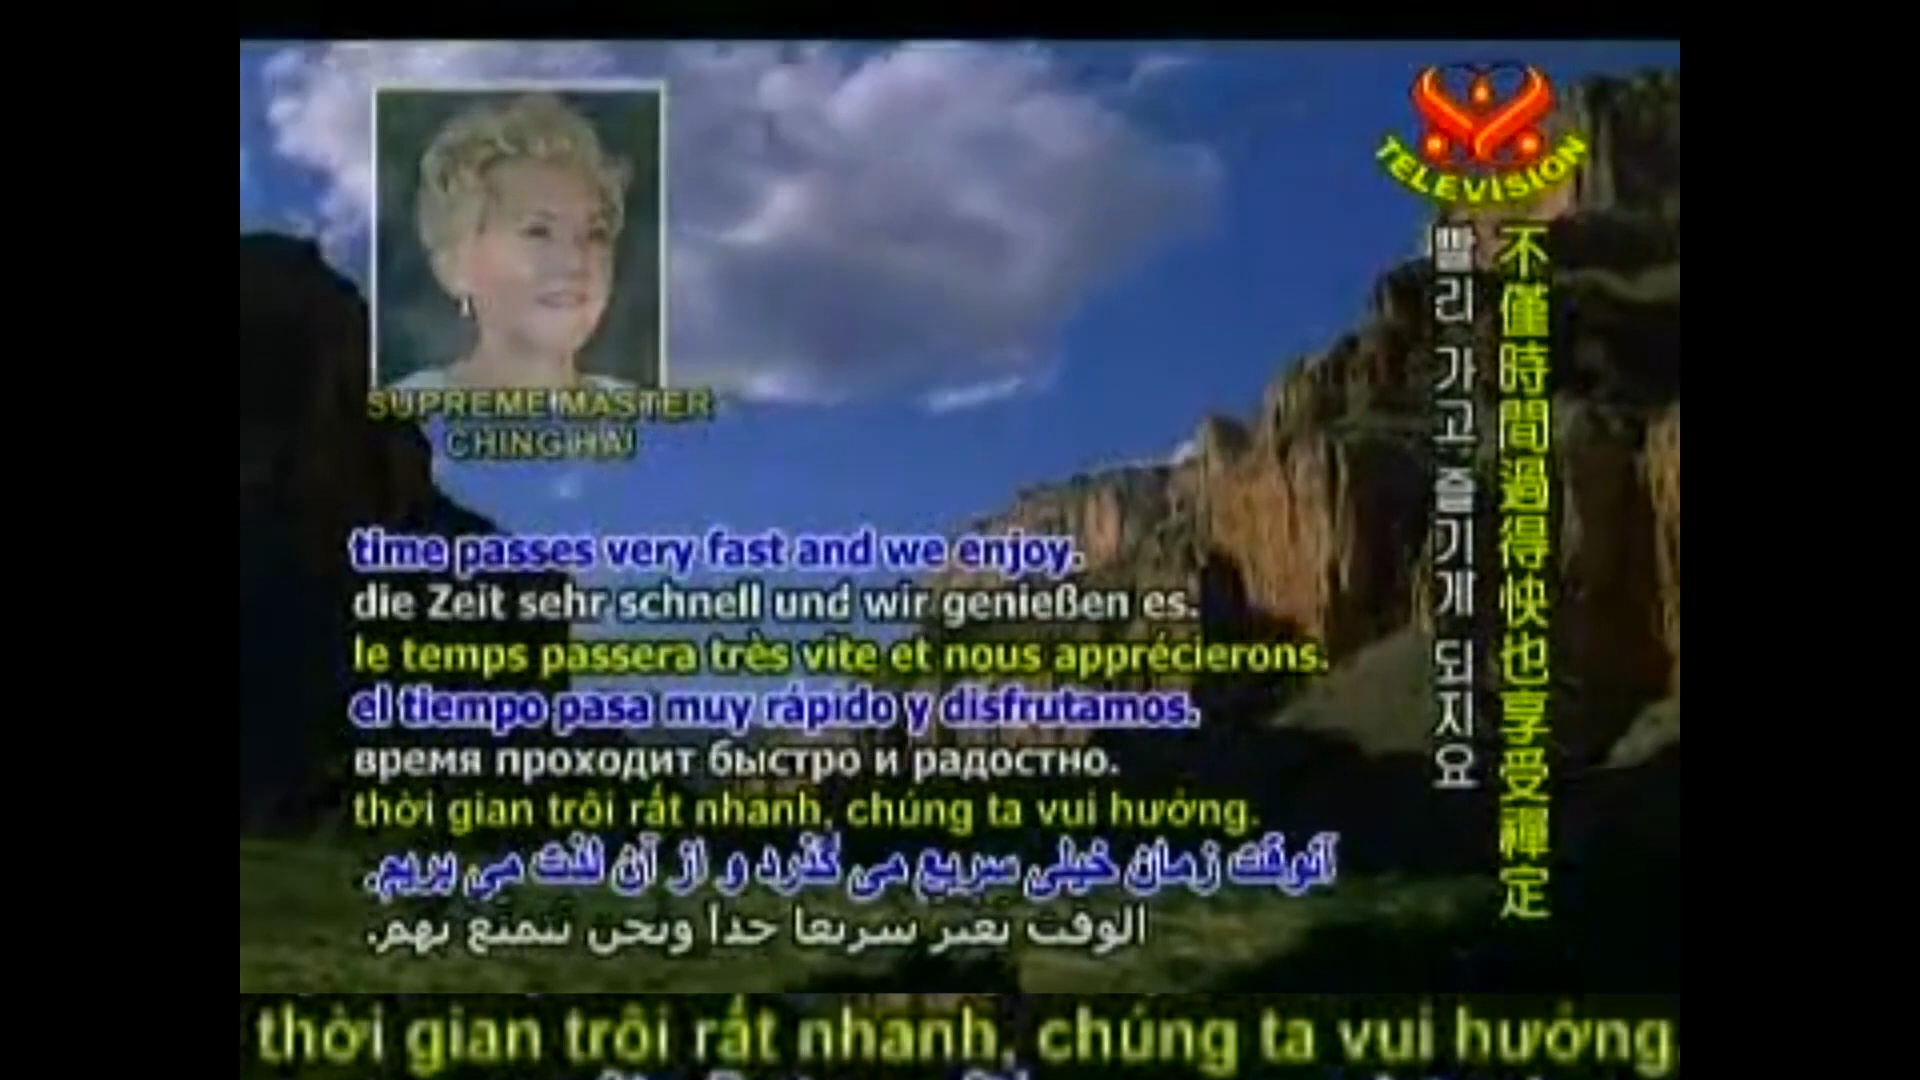 TELEVISION
SUPREME MASTER
CHING HAI
不僅時間過得快也享受禪定
빨리 가고 즐기게 되지요
time passes very fast and we enjoy.
die Zeit sehr schnell und wir genießen es.
le temps passera très vite et nous apprécierons.
el tiempo pasa muy rápido y disfrutamos.
время проходит быстро и радостно.
thời gian trôi rất nhanh, chúng ta vui hưởng.
آنوقت زمان خیلی سریع می گذرد و از آن لذت می بریم.
الوقت يعبر سريعا جدا ونحن نتمتع بهم.
thời gian trôi rất nhanh, chúng ta vui hưởng